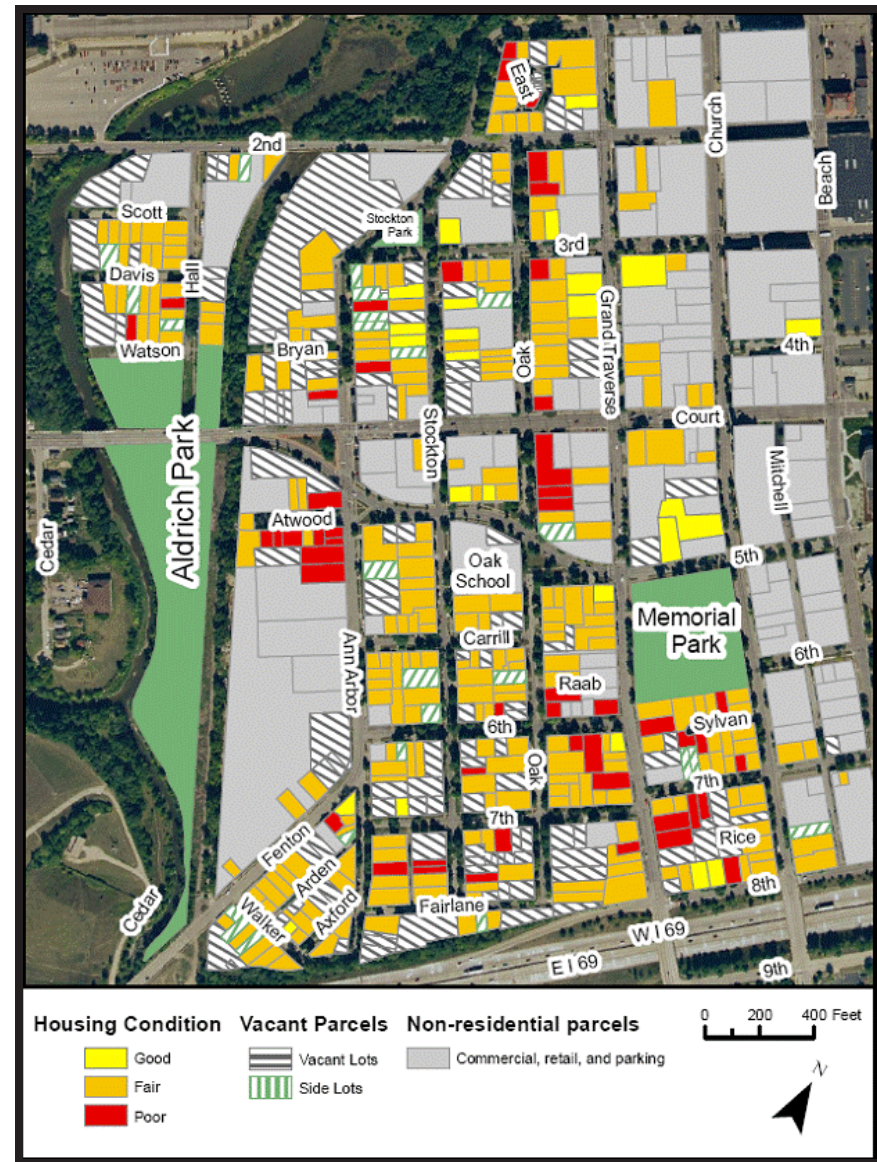 East
Church
Beach
2nd
Scott
Stockton
Park
3rd
Davis
Hall
Grand Traverse
Watson
Bryan
Oak
4th
Aldrich Park
Stockton
Court
Mitchell
Cedar
Atwood
Oak
School
5th
Carrill
Memorial
Park
Ann Arbor
6th
Raab
6th
Sylvan
Oak
7th
7th
Fenton
Rice
Arden
8th
Walker
Axford
Fairlane
Cedar
W I 69
E I 69
9th
Housing Condition
Good
Fair
Poor
Vacant Parcels
Vacant Lots
Side Lots
Non-residential parcels
Commercial, retail, and parking
0 200 400 Feet
N